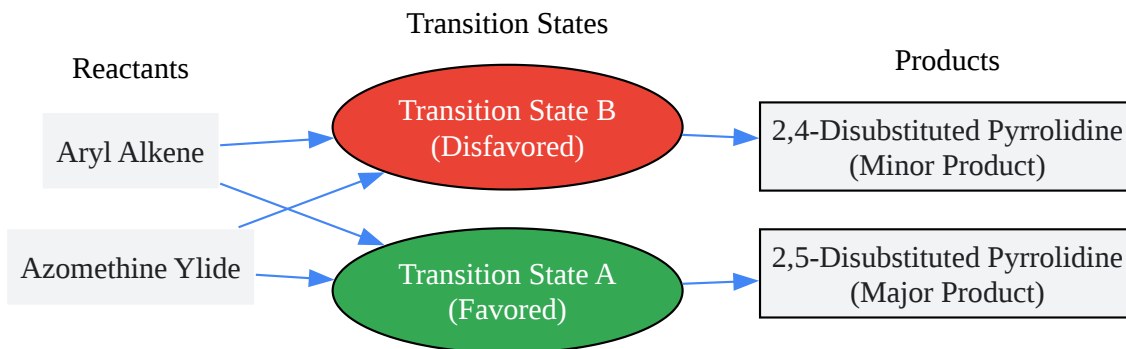 Transition States
Reactants
Products
Transition State B
(Disfavored)
2,4-Disubstituted Pyrrolidine
(Minor Product)
Aryl Alkene
Azomethine Ylide
Transition State A
(Favored)
2,5-Disubstituted Pyrrolidine
(Major Product)